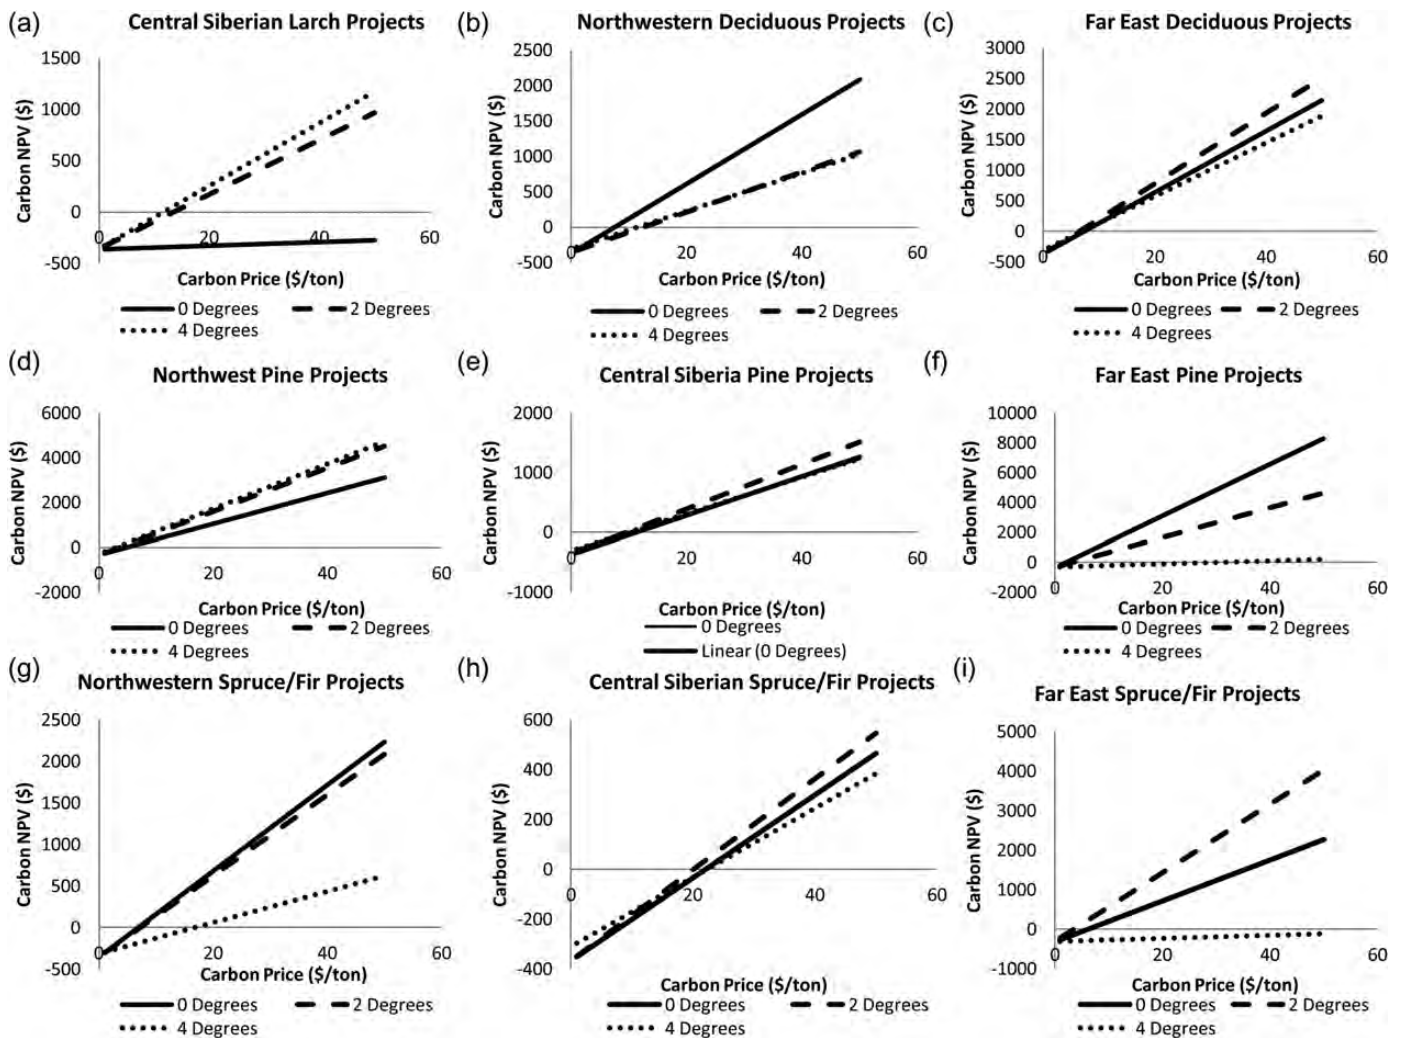 (a)
Central Siberian Larch Projects
1500
1000
500
0
-500
0
20
40
60
Carbon NPV ($)
Carbon Price ($/ton)
0 Degrees
2 Degrees
4 Degrees
(b)
Northwestern Deciduous Projects
2500
2000
1500
1000
500
0
-500
0
20
40
60
Carbon NPV ($)
Carbon Price ($/ton)
0 Degrees
2 Degrees
4 Degrees
(c)
Far East Deciduous Projects
3000
2500
2000
1500
1000
500
0
-500
0
20
40
60
Carbon NPV ($)
Carbon Price ($/ton)
0 Degrees
2 Degrees
4 Degrees
(d)
Northwest Pine Projects
6000
4000
2000
0
-2000
0
20
40
60
Carbon NPV ($)
Carbon Price ($/ton)
0 Degrees
2 Degrees
4 Degrees
(e)
Central Siberia Pine Projects
2000
1000
0
-1000
0
20
40
60
Carbon NPV ($)
Carbon Price ($/ton)
0 Degrees
Linear (0 Degrees)
(f)
Far East Pine Projects
10000
8000
6000
4000
2000
0
-2000
0
20
40
60
Carbon NPV ($)
Carbon Price ($/ton)
0 Degrees
2 Degrees
4 Degrees
(g)
Northwestern Spruce/Fir Projects
2500
2000
1500
1000
500
0
-500
0
20
40
60
Carbon NPV ($)
Carbon Price ($/ton)
0 Degrees
2 Degrees
4 Degrees
(h)
Central Siberian Spruce/Fir Projects
600
400
200
0
-200
-400
0
20
40
60
Carbon NPV ($)
Carbon Price ($/ton)
0 Degrees
2 Degrees
4 Degrees
(i)
Far East Spruce/Fir Projects
5000
4000
3000
2000
1000
0
-1000
0
20
40
60
Carbon NPV ($)
Carbon Price ($/ton)
0 Degrees
2 Degrees
4 Degrees